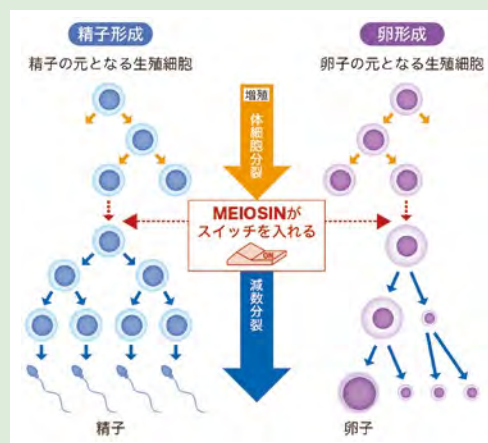 精子形成
精子の元となる生殖細胞
卵形成
卵子の元となる生殖細胞
増殖
体細胞分裂
MEIOSINが
スイッチを入れる
ON
減数分裂
精子
卵子